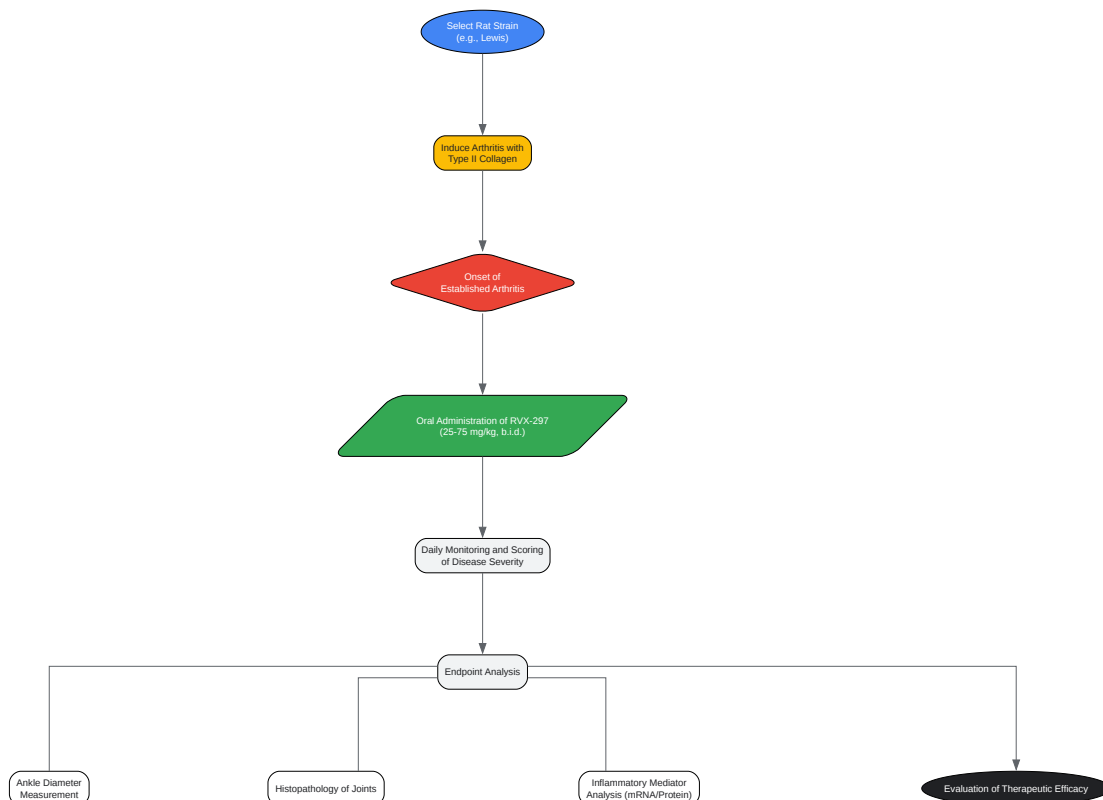 Select Rat Strain
(e.g., Lewis)
Induce Arthritis with
Type II Collagen
Onset of
Established Arthritis
Oral Administration of RVX-297
(25-75 mg/kg, b.i.d.)
Daily Monitoring and Scoring
of Disease Severity
Endpoint Analysis
Ankle Diameter
Measurement
Histopathology of Joints
Inflammatory Mediator
Analysis (mRNA/Protein)
Evaluation of Therapeutic Efficacy